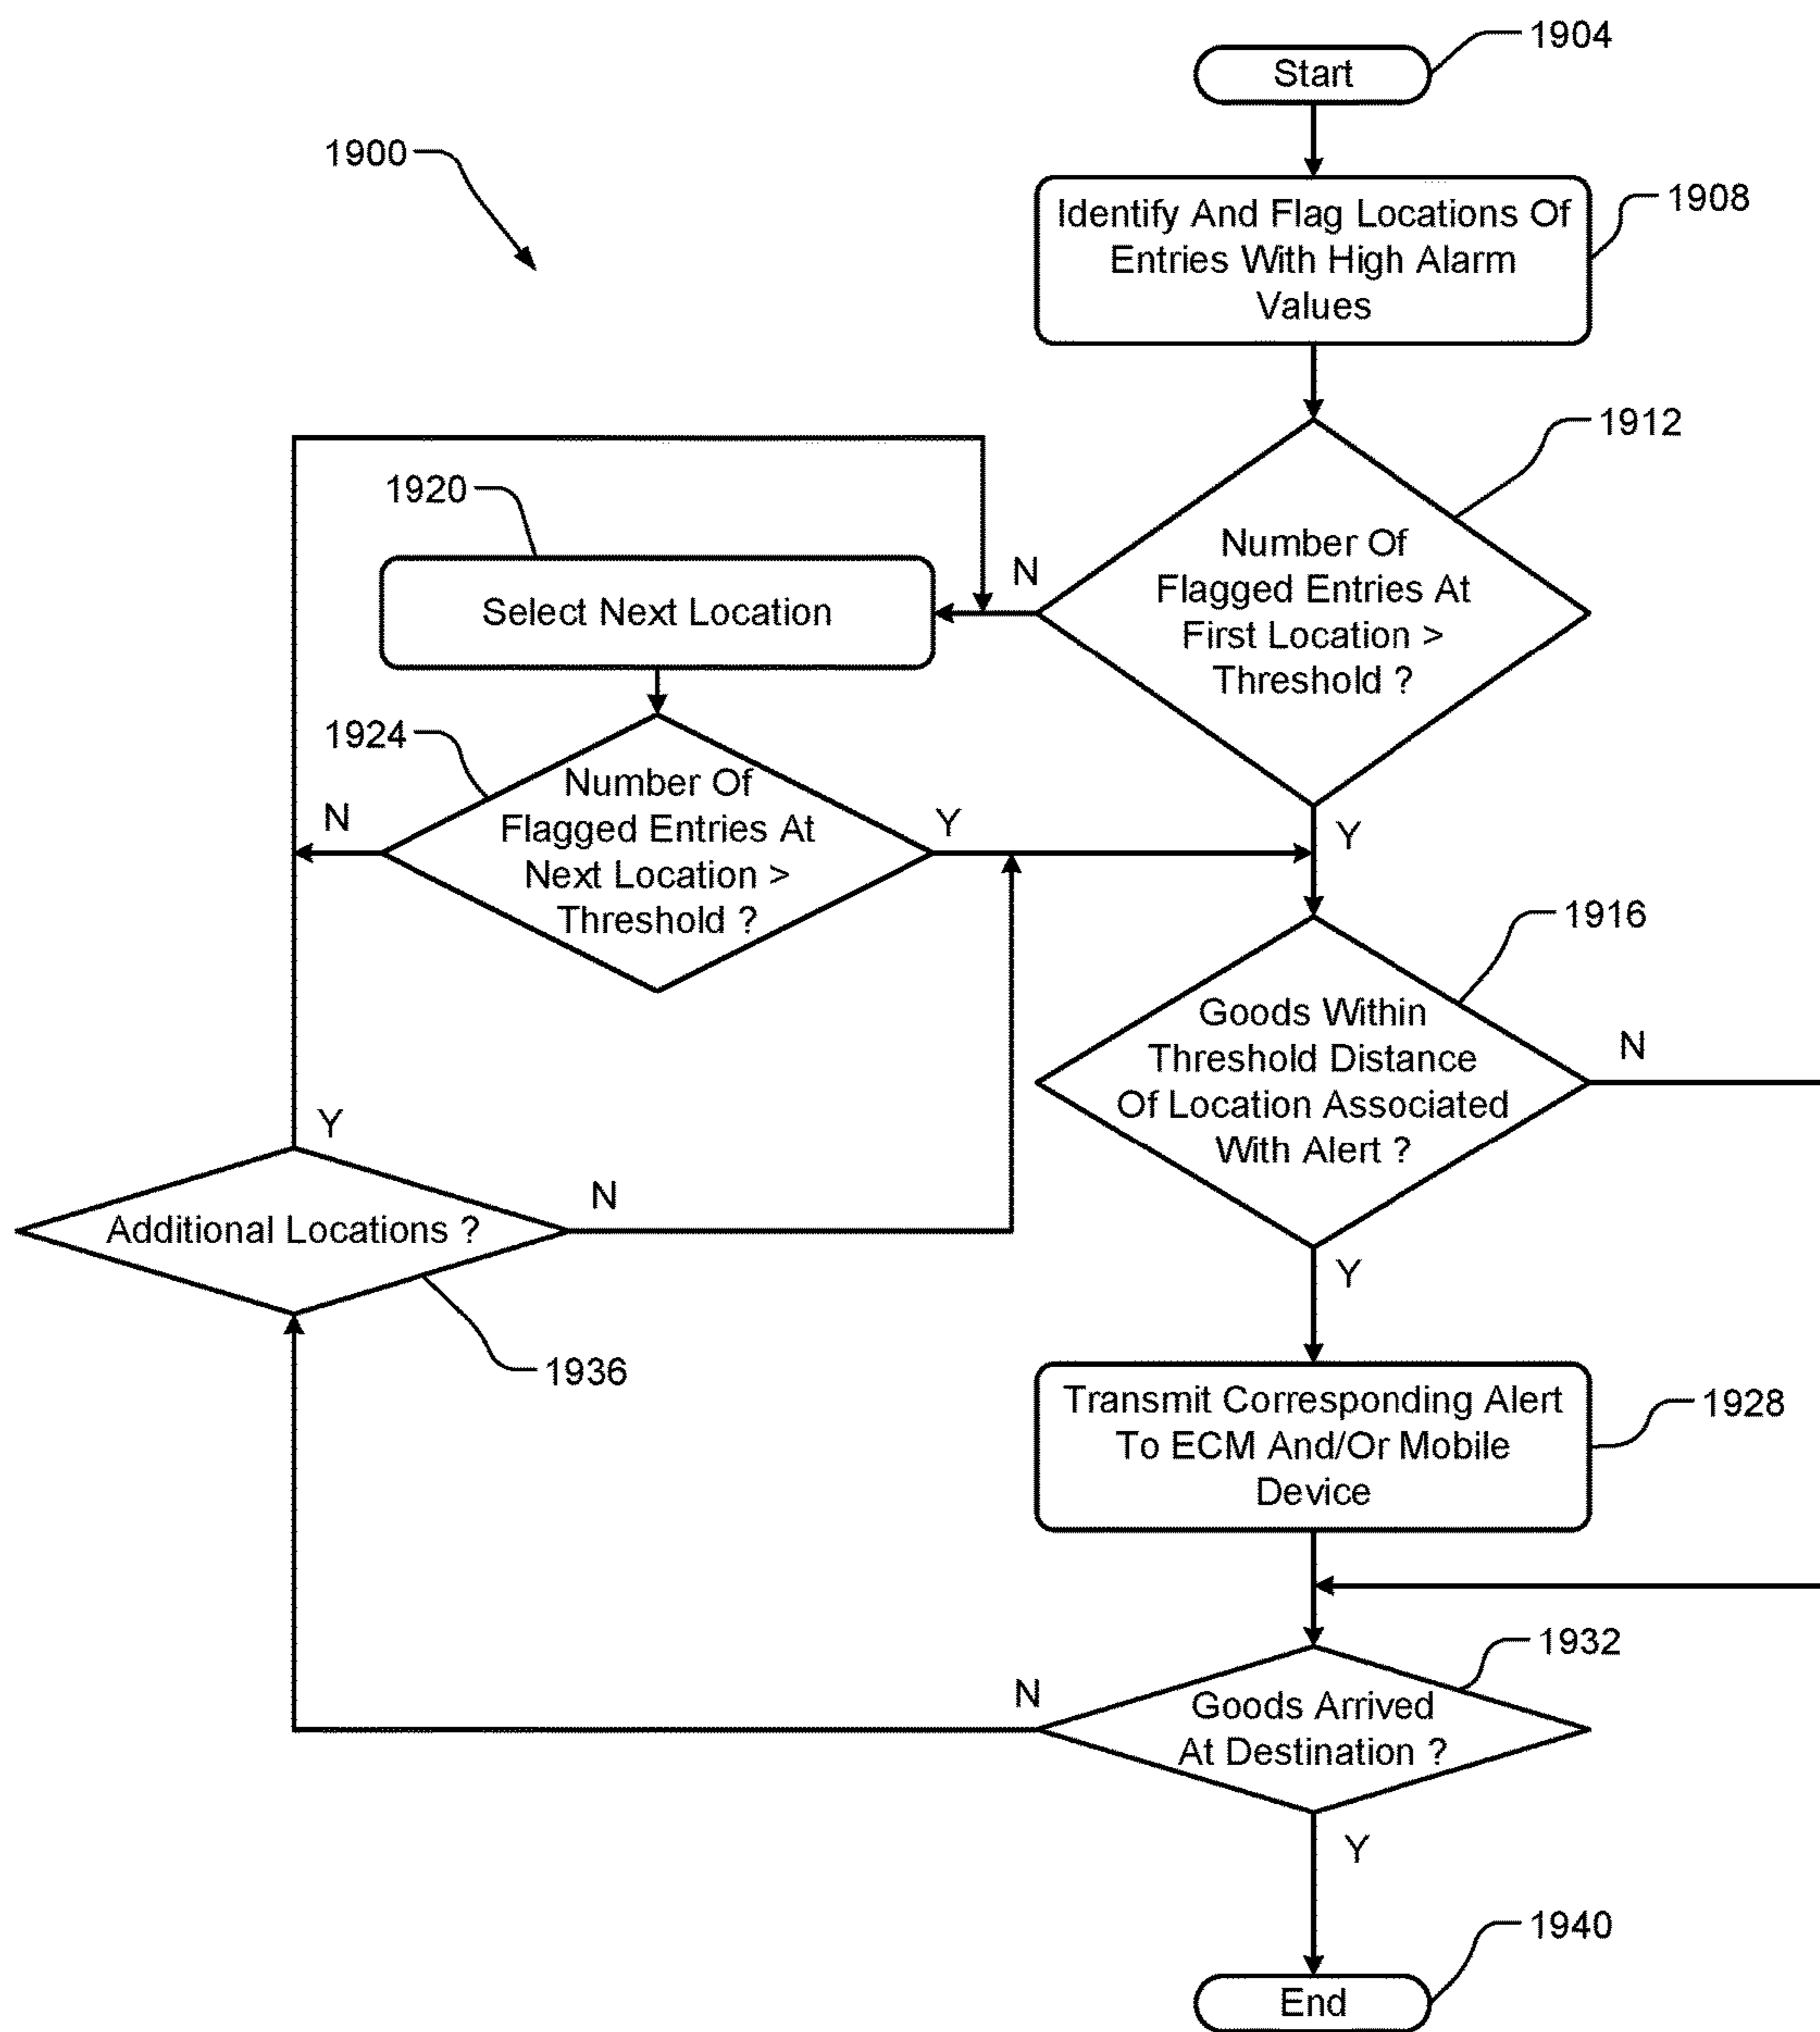 1904
Start
1900
1908
Identify And Flag Locations Of
Entries With High Alarm
Values
1912
1920
Number Of
Flagged Entries At
First Location >
Threshold ?
N
Select Next Location
1924
Number Of
Flagged Entries At
Next Location >
Threshold ?
N
Y
Y
1916
Goods Within
Threshold Distance
Of Location Associated
With Alert ?
N
Y
Additional Locations ?
N
Y
1936
Transmit Corresponding Alert
To ECM And/Or Mobile
Device
1928
1932
Goods Arrived
At Destination ?
N
Y
1940
End